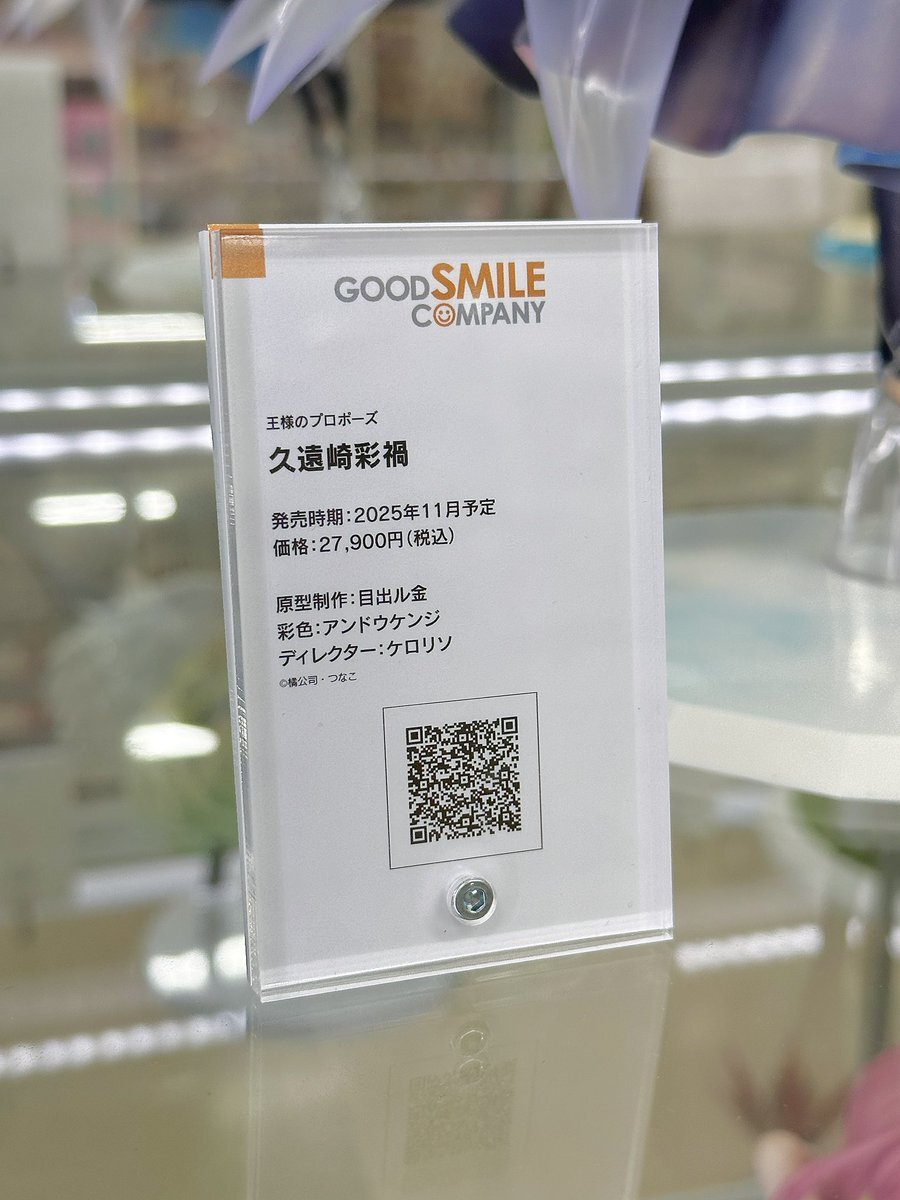 GOOD SMILE
COMPANY
王様のプロポーズ
久遠崎彩禍
発売時期:2025年11月予定
価格:27,900円(税込)
原型制作:目出ル金
彩色:アンドウケンジ
ディレクター:ケロリソ
©橘公司・つなこ